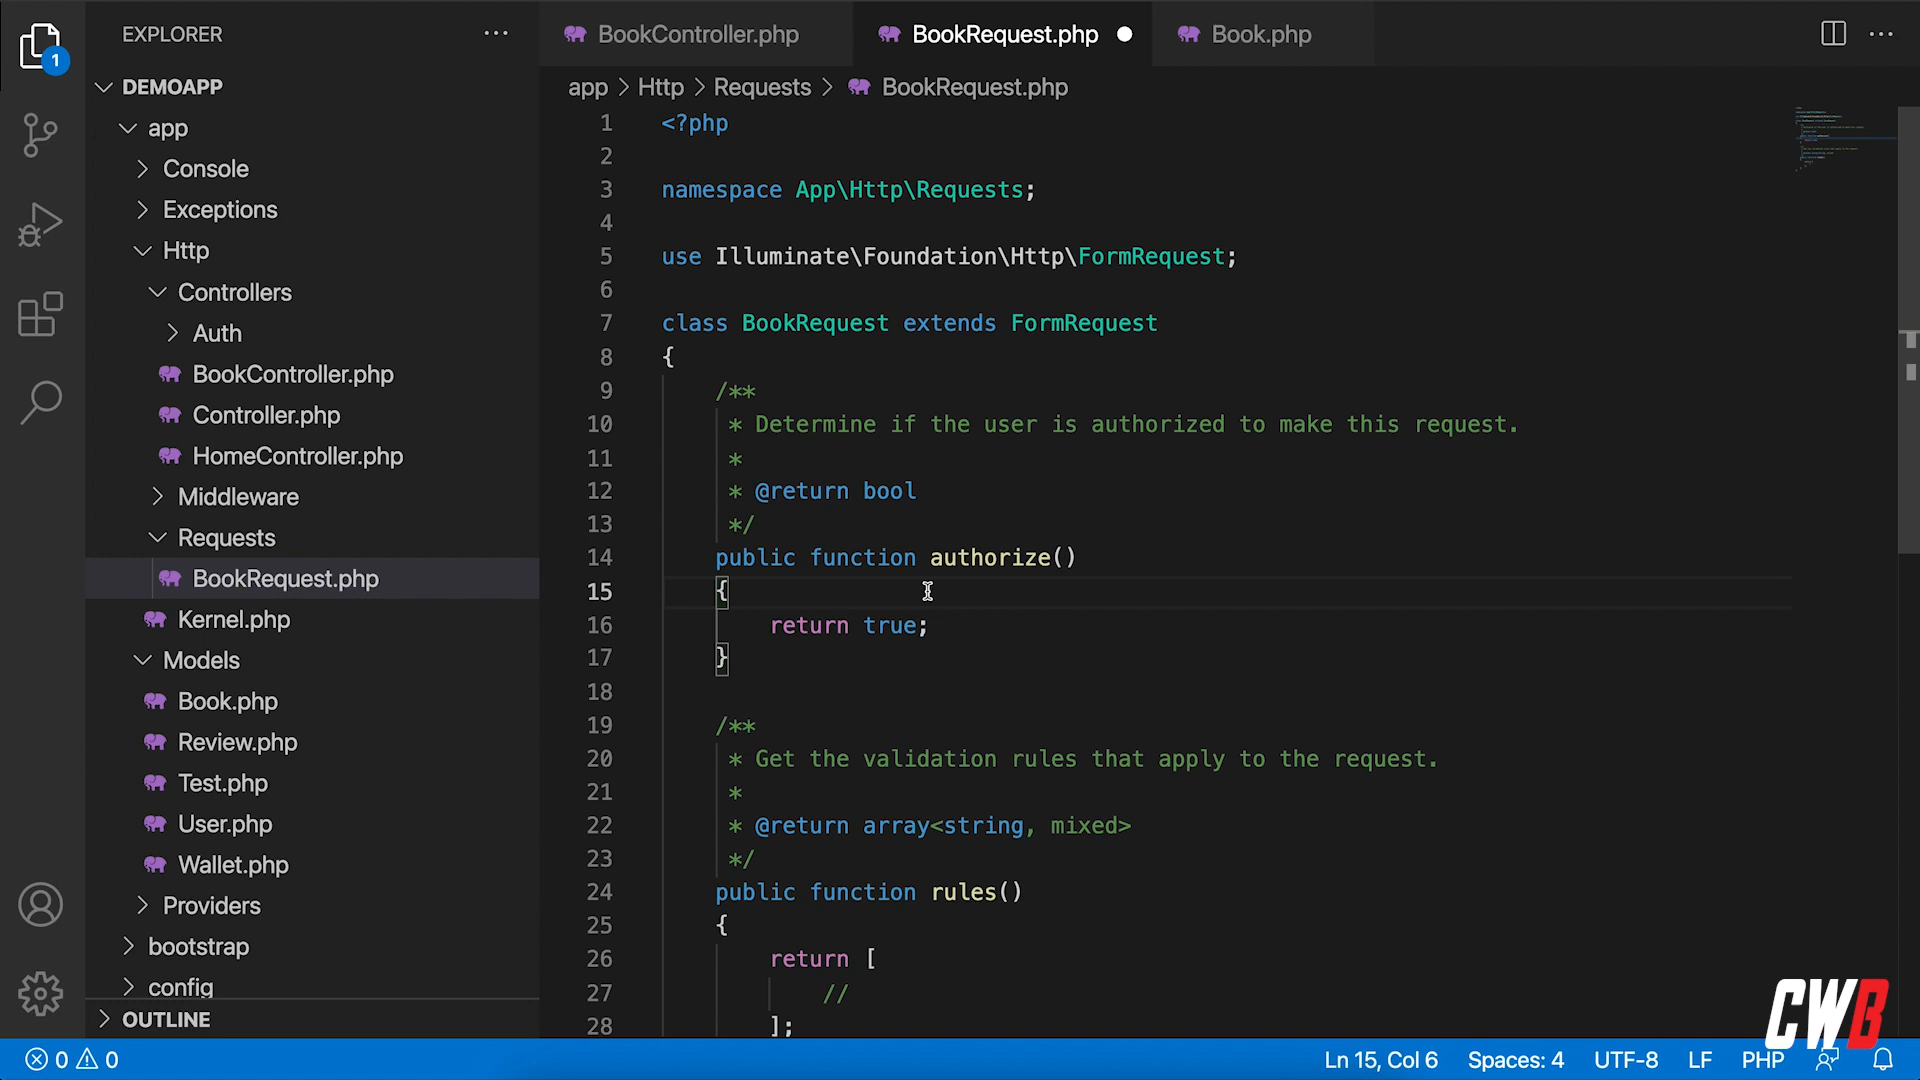 EXPLORER
BookController.php
BookRequest.php
Book.php
1
DEMOAPP
app > Http > Requests > BookRequest.php
app
Console
Exceptions
Http
Controllers
Auth
BookController.php
Controller.php
HomeController.php
Middleware
Requests
BookRequest.php
Kernel.php
Models
Book.php
Review.php
Test.php
User.php
Wallet.php
Providers
bootstrap
config
OUTLINE
1 <?php
2
3 namespace App\Http\Requests;
4
5 use Illuminate\Foundation\Http\FormRequest;
6
7 class BookRequest extends FormRequest
8 {
9 /**
10 * Determine if the user is authorized to make this request.
11 *
12 * @return bool
13 */
14 public function authorize()
15 {
16 return true;
17 }
18
19 /**
20 * Get the validation rules that apply to the request.
21 *
22 * @return array<string, mixed>
23 */
24 public function rules()
25 {
26 return [
27 //
28 ];
CWB
0 0
Ln 15, Col 6 Spaces: 4 UTF-8 LF PHP